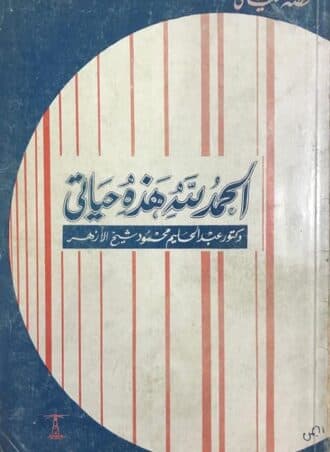 الحمد لله هذه حياتي
دكتور عبد الحليم محمود شيخ الأزهر